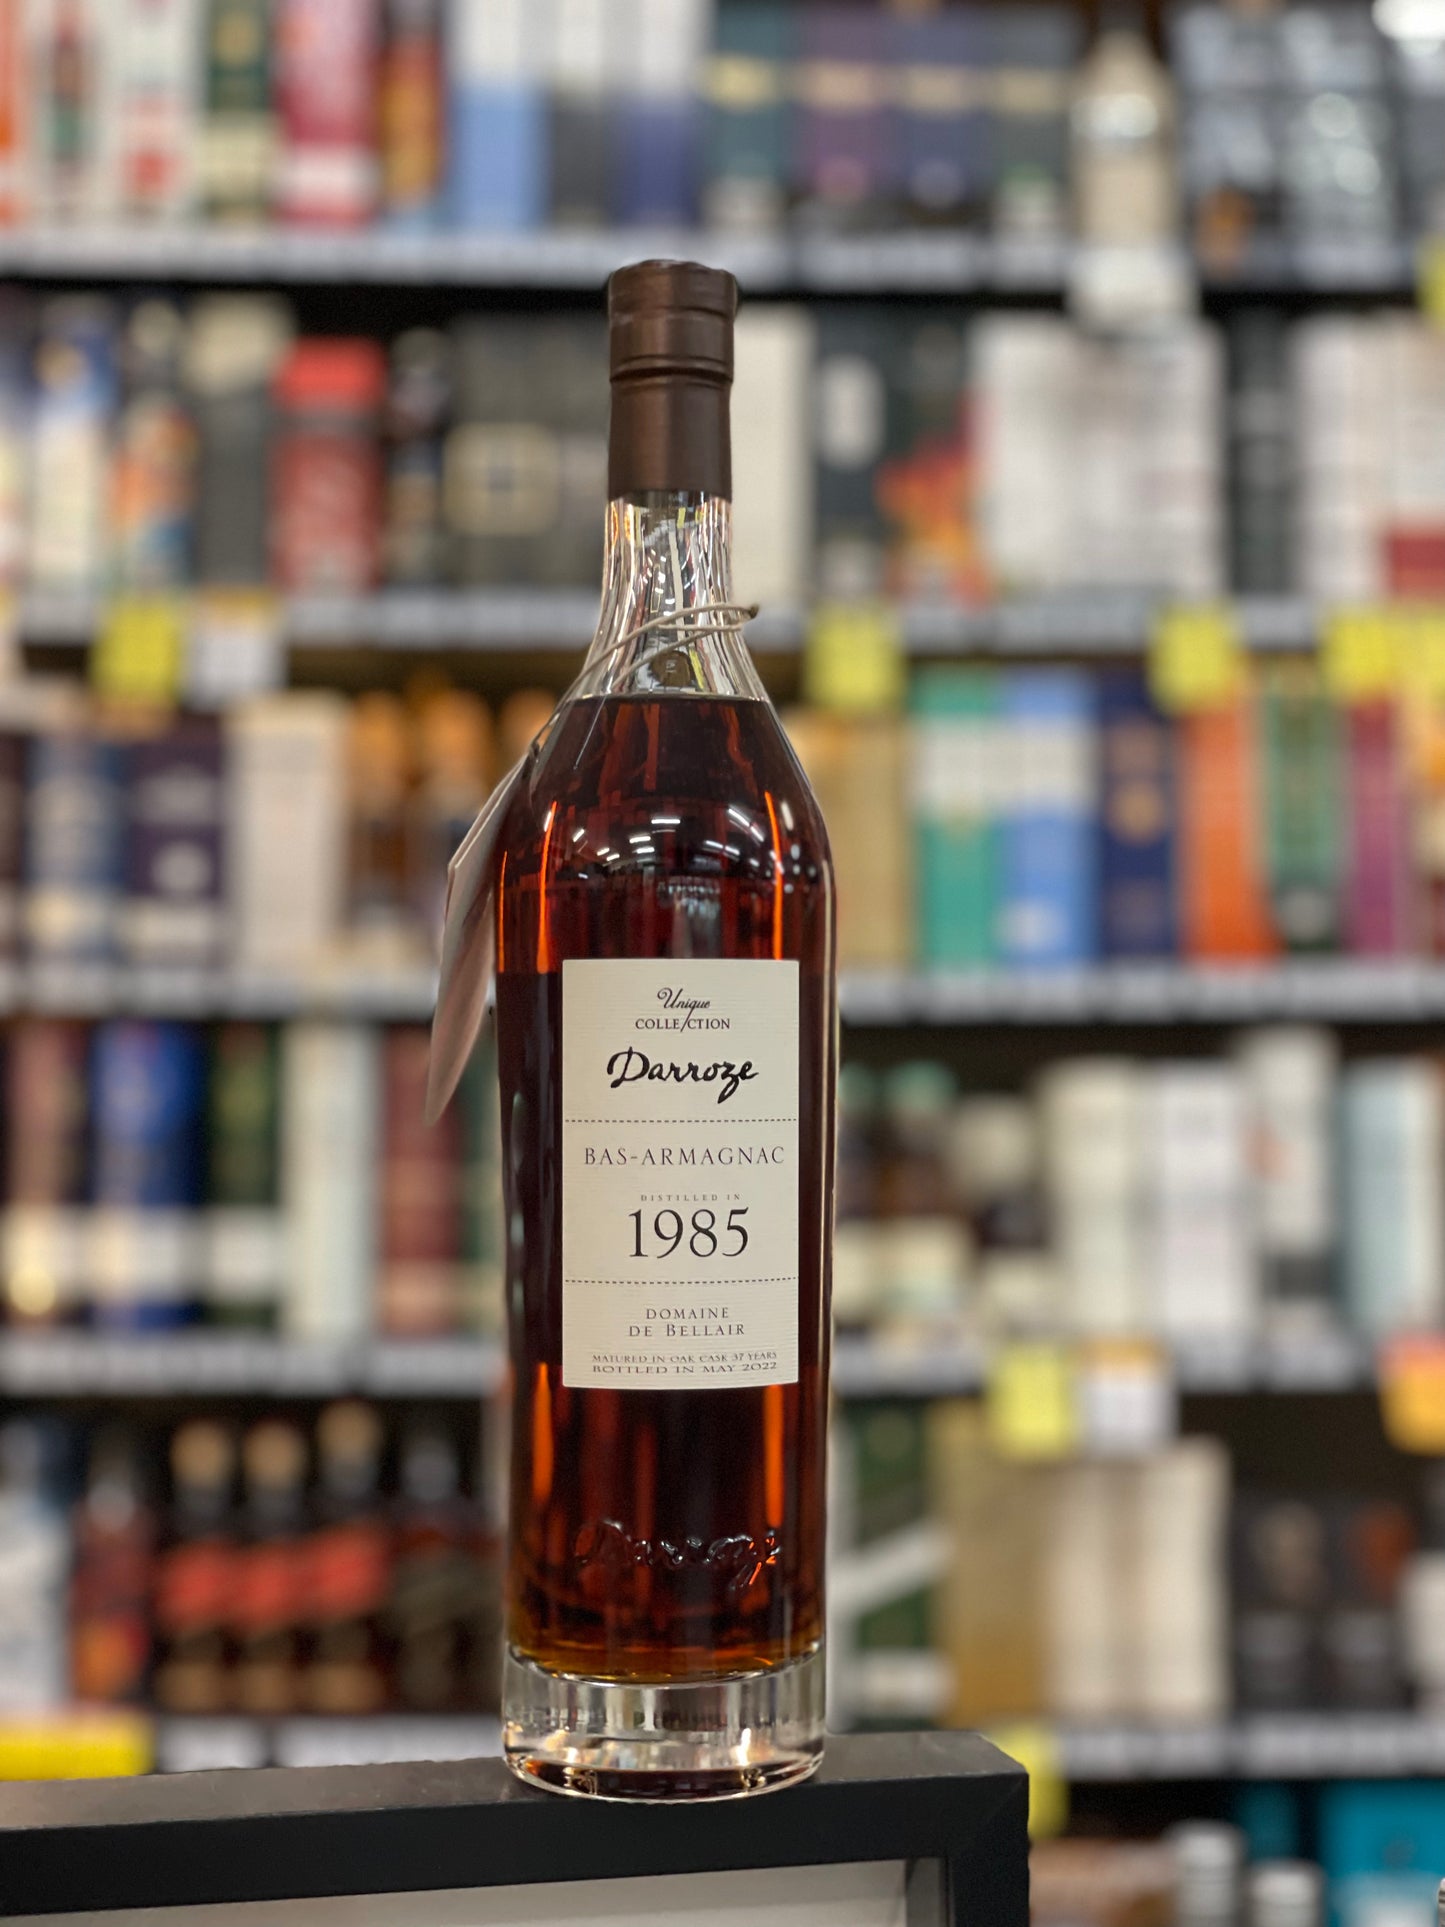 Unique
COLLECTION
Darroze
BAS-ARMAGNAC
DISTILLED IN
1985
DOMAINE
DE BELLAIR
MATURED IN OAK CASK 37 YEARS
BOTTLED IN MAY 2022
Darroze